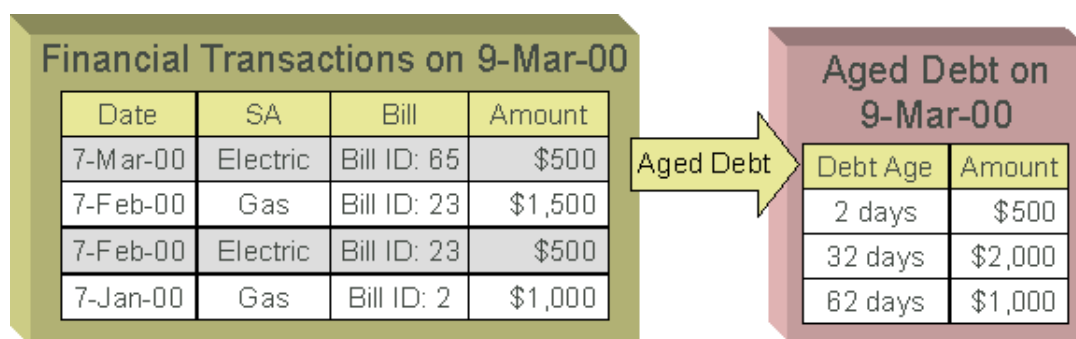 Financial Transactions on 9-Mar-00
Date SA Bill Amount
7-Mar-00 Electric Bill ID: 65 $500
7-Feb-00 Gas Bill ID: 23 $1,500
7-Feb-00 Electric Bill ID: 23 $500
7-Jan-00 Gas Bill ID: 2 $1,000
Aged Debt
Aged Debt on
9-Mar-00
Debt Age Amount
2 days $500
32 days $2,000
62 days $1,000